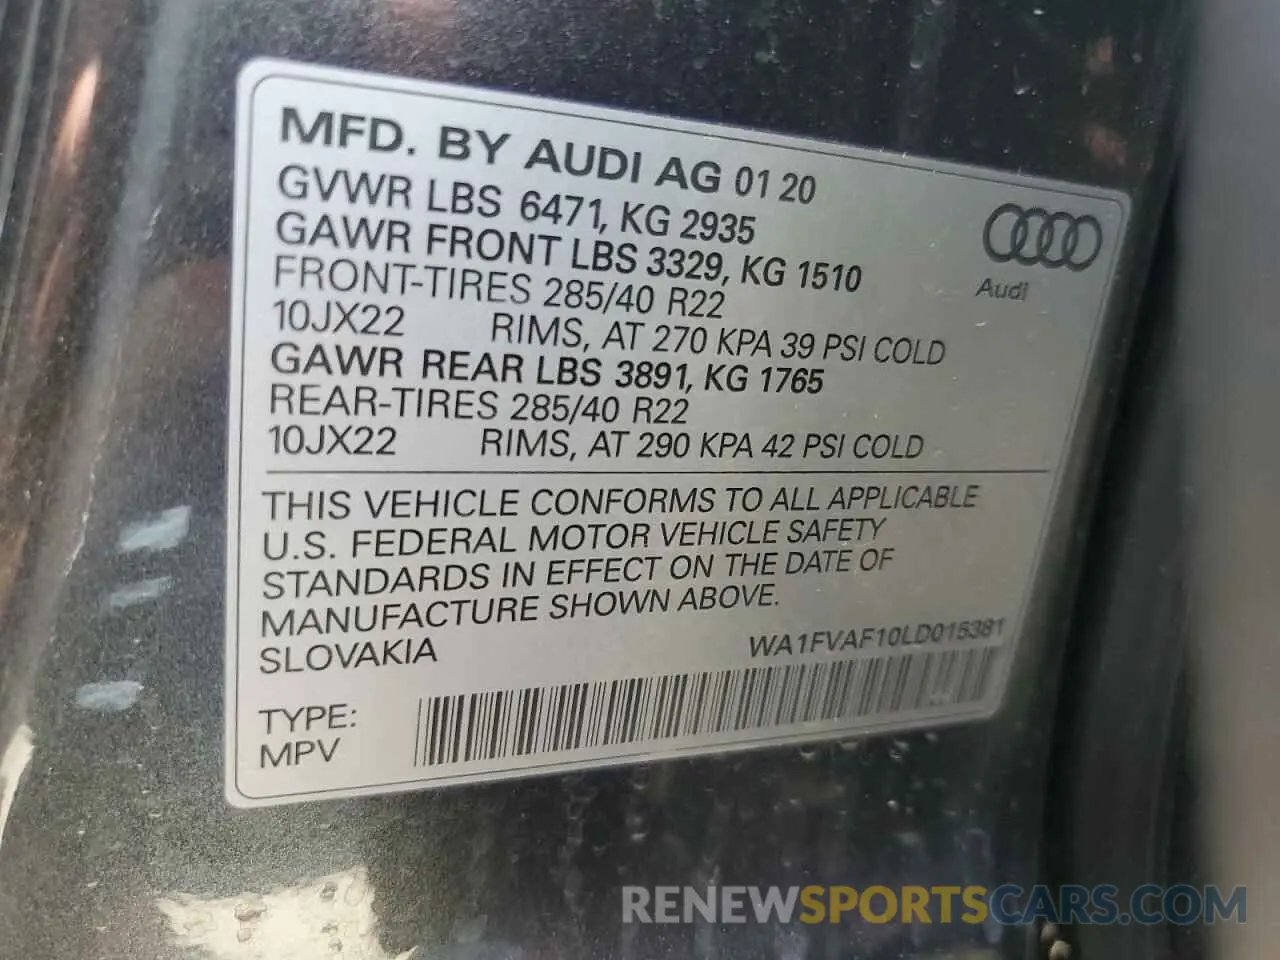 MFD. BY AUDI AG 01 20
GVWR LBS 6471, KG 2935
GAWR FRONT LBS 3329, KG 1510
FRONT-TIRES 285/40 R22
10JX22 RIMS, AT 270 KPA 39 PSI COLD
GAWR REAR LBS 3891, KG 1765
REAR-TIRES 285/40 R22
10JX22 RIMS, AT 290 KPA 42 PSI COLD
Audi
THIS VEHICLE CONFORMS TO ALL APPLICABLE
U.S. FEDERAL MOTOR VEHICLE SAFETY
STANDARDS IN EFFECT ON THE DATE OF
MANUFACTURE SHOWN ABOVE.
SLOVAKIA
WA1FVAF10LD015381
TYPE:
MPV
RENEWSPORTSCARS.COM